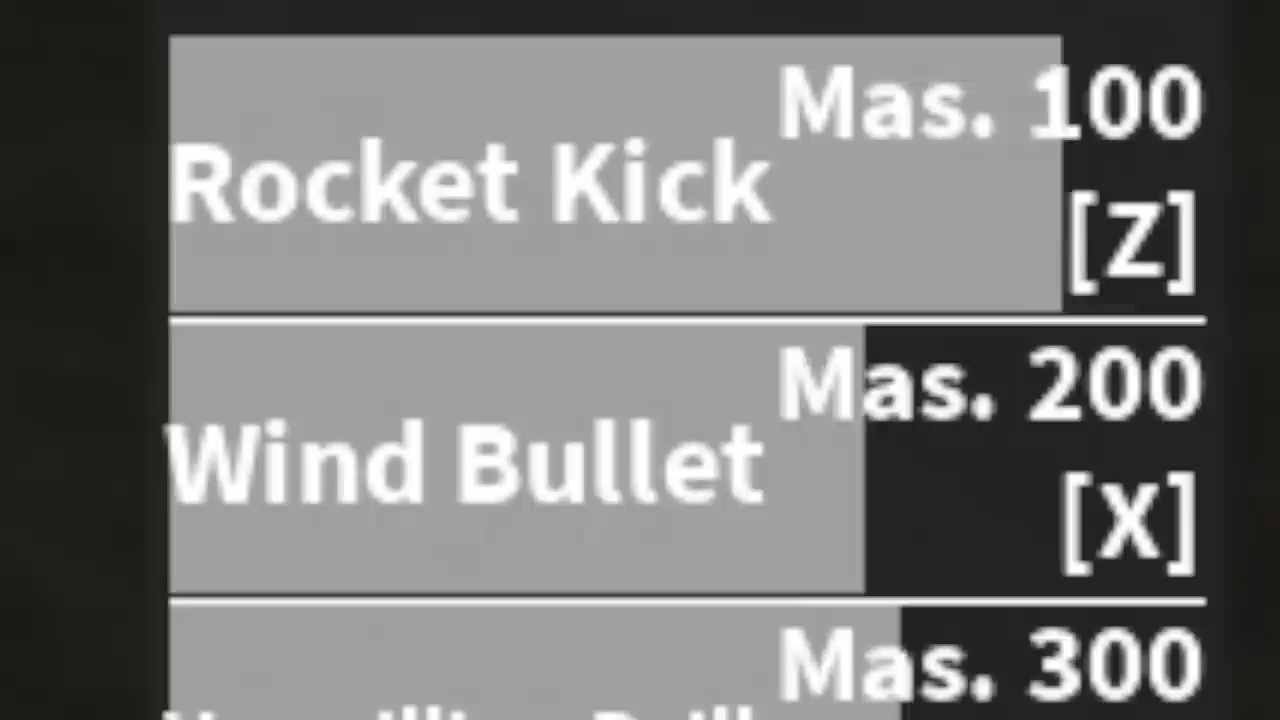 Mas. 100
Rocket Kick
[Z]
Mas. 200
Wind Bullet
[X]
Mas. 300